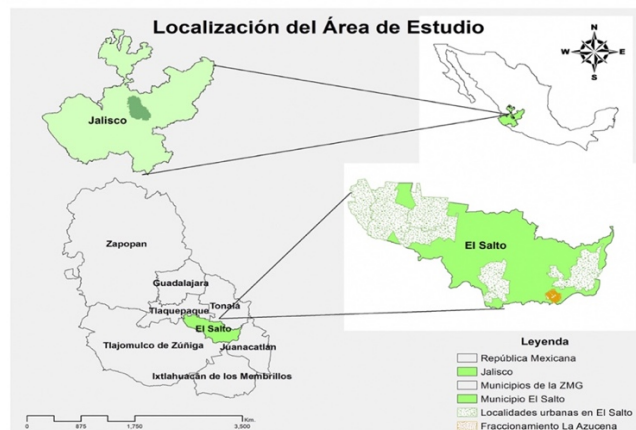 Localización del Área de Estudio
N
W
E
S
Jalisco
Zapopan
Guadalajara
Tonalá
Tlaquepaque
El Salto
Tlajomulco de Zúñiga
Juanacatlán
Ixtlahuacán de los Membrillos
El Salto
Leyenda
República Mexicana
Jalisco
Municipios de la ZMG
Municipio El Salto
Localidades urbanas en El Salto
Fraccionamiento La Azucena
Km.
0 875 1,750 3,500